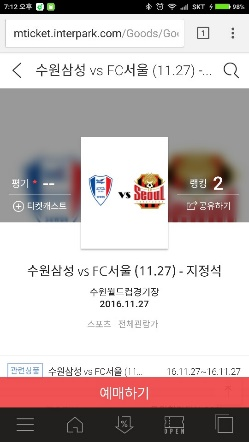 7:12 오후 SKT 98%
mticket.interpark.com/Goods/Goo 1
수원삼성 vs FC서울 (11.27) -...
vs Seoul
평가 --
랭킹 2
디켓캐스트
공유하기
수원삼성 vs FC서울 (11.27) - 지정석
수원월드컵경기장
2016.11.27
스포츠 전체관람가
관련상품 수원삼성 vs FC서울 (11... 16.11.27~16.11.27
예매하기
% OPEN